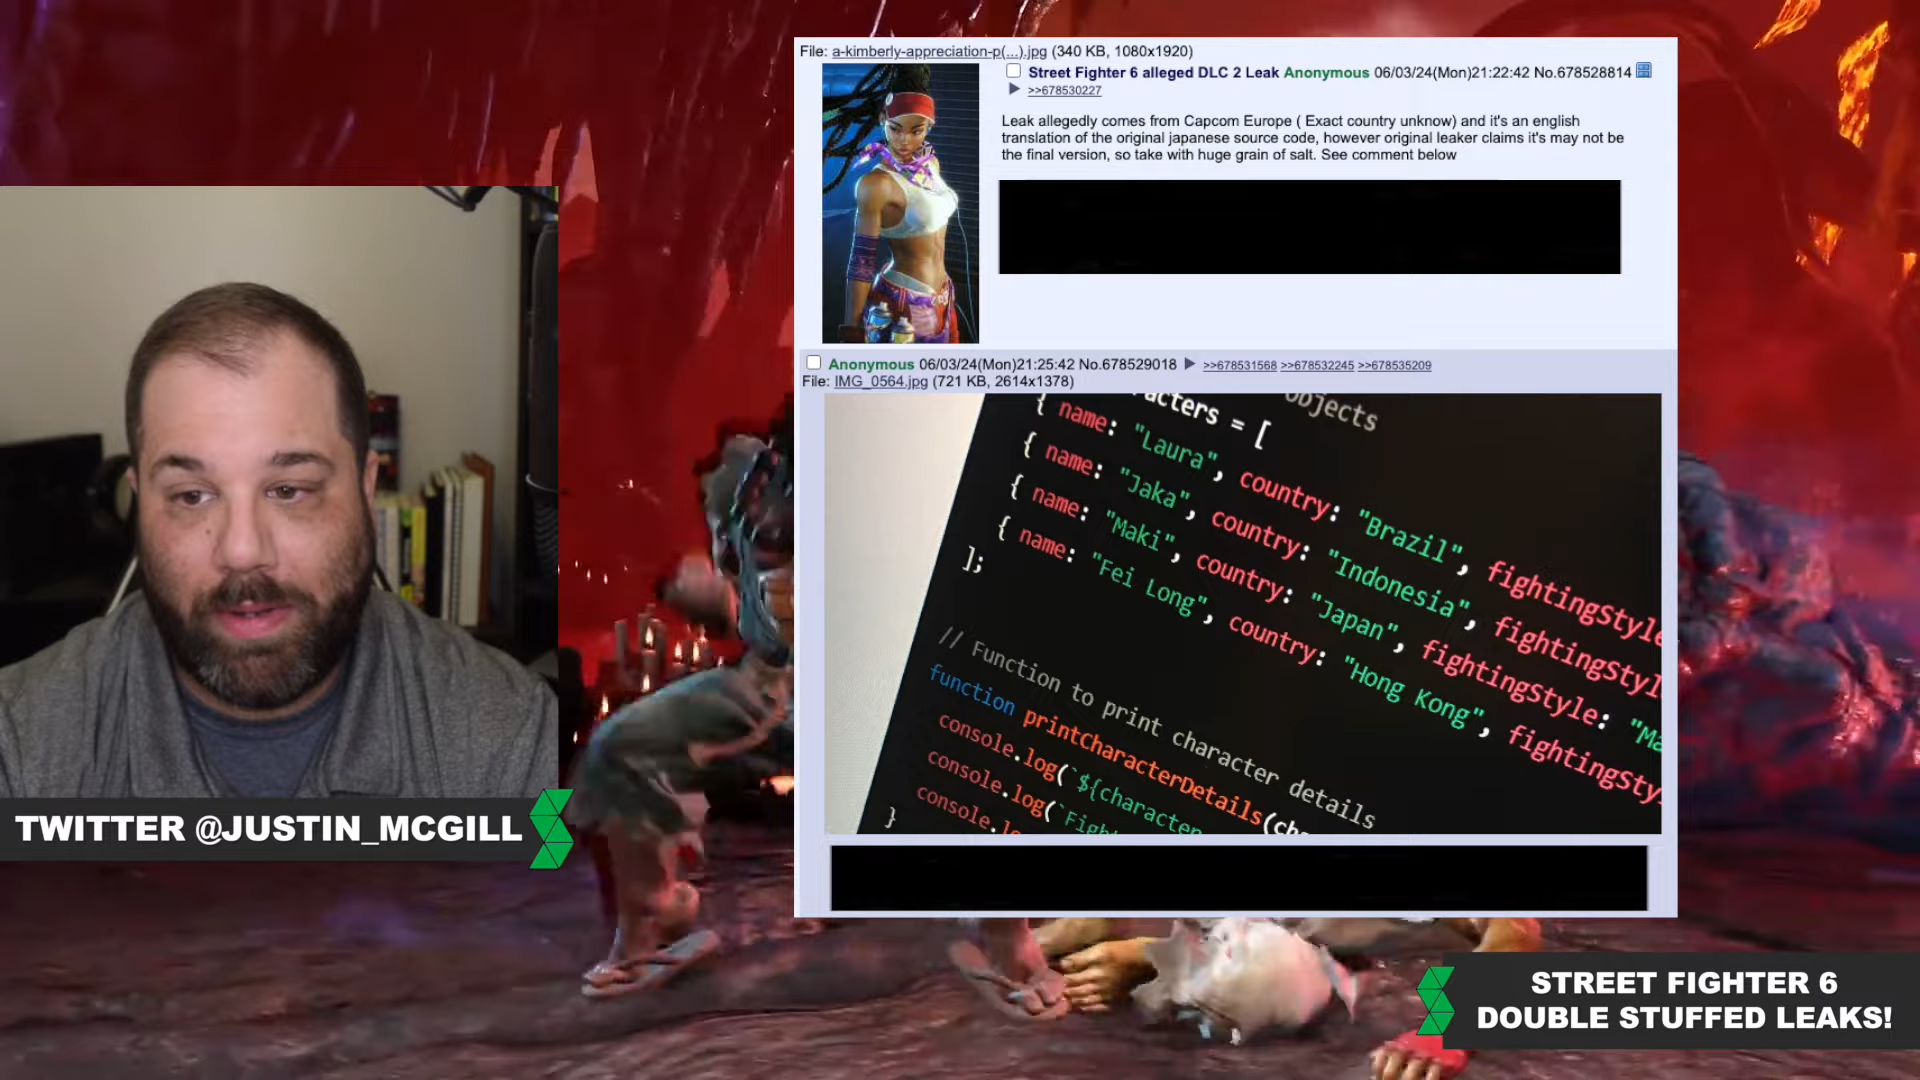 File: a-kimberly-appreciation-p(...).jpg (340 KB, 1080x1920)
Street Fighter 6 alleged DLC 2 Leak Anonymous 06/03/24(Mon)21:22:42 No.678528814
>>678530227
Leak allegedly comes from Capcom Europe ( Exact country unknow) and it's an english
translation of the original japanese source code, however original leaker claims it's may not be
the final version, so take with huge grain of salt. See comment below
Anonymous 06/03/24(Mon)21:25:42 No.678529018 >>678531568 >>678532245 >>678535209
File: IMG_0564.jpg (721 KB, 2614x1378)
objects
acters = [
{ name: "Laura", country: "Brazil", fightingStyle
{ name: "Jaka", country: "Indonesia", fightingStyl
{ name: "Maki", country: "Japan", fightingStyle: "Ma
{ name: "Fei Long", country: "Hong Kong", fightingSty
];
// Function to print character details
function printCharacterDetails(cha
console.log(`${character
console.log(`Fight
console.lo
}
TWITTER @JUSTIN_MCGILL
STREET FIGHTER 6
DOUBLE STUFFED LEAKS!